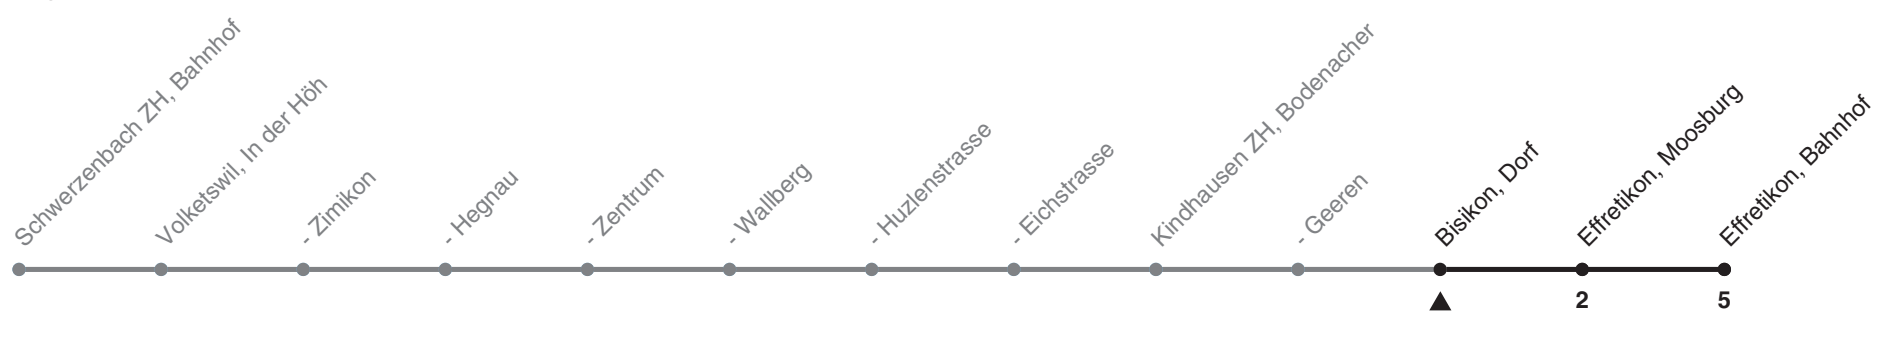 Schwerzenbach ZH, Bahnhof
Volketswil, In der Höh
- Zimikon
- Hegnau
- Zentrum
- Wallberg
- Huzlenstrasse
- Eichstrasse
Kindhausen ZH, Bodenacher
- Geeren
Bisikon, Dorf
Effretikon, Moosburg
Effretikon, Bahnhof
2
5